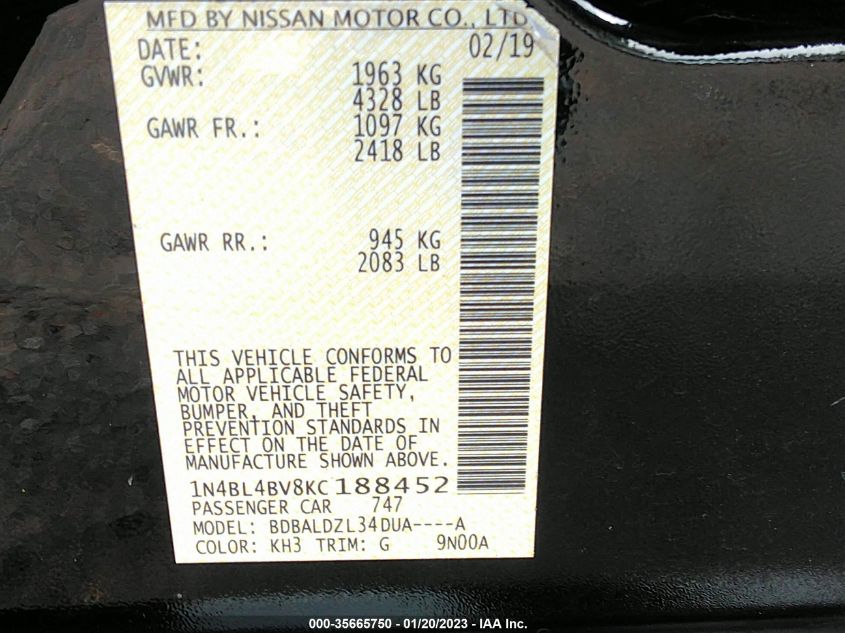 MFD BY NISSAN MOTOR CO., LTD
DATE: 02/19
GVWR: 1963 KG
4328 LB
GAWR FR.: 1097 KG
2418 LB
GAWR RR.: 945 KG
2083 LB
THIS VEHICLE CONFORMS TO
ALL APPLICABLE FEDERAL
MOTOR VEHICLE SAFETY,
BUMPER, AND THEFT
PREVENTION STANDARDS IN
EFFECT ON THE DATE OF
MANUFACTURE SHOWN ABOVE.
1N4BL4BV8KC188452
PASSENGER CAR 747
MODEL: BDBALDZL34DUA----A
COLOR: KH3 TRIM: G 9N00A
000-35665750 / 01/20/2023 - IAA Inc.